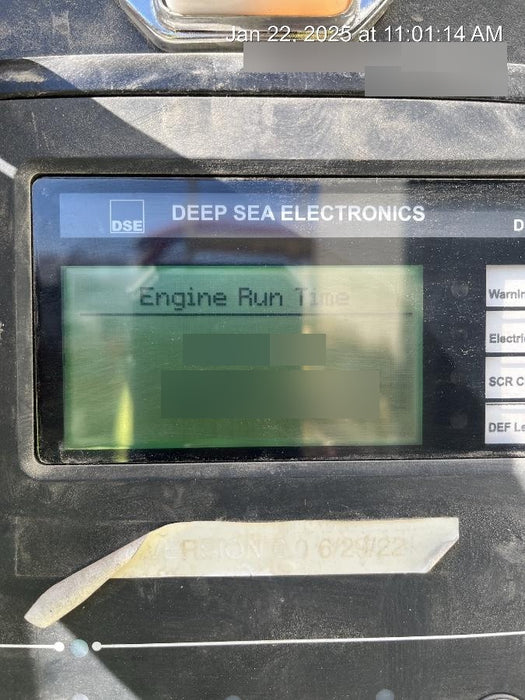 Jan 22, 2025 at 11:01:14 AM
DSE
DEEP SEA ELECTRONICS
D
Engine Run Time
Warnin
Electric
SCR C
DEF Le
VERSION 0.0 6/29/22